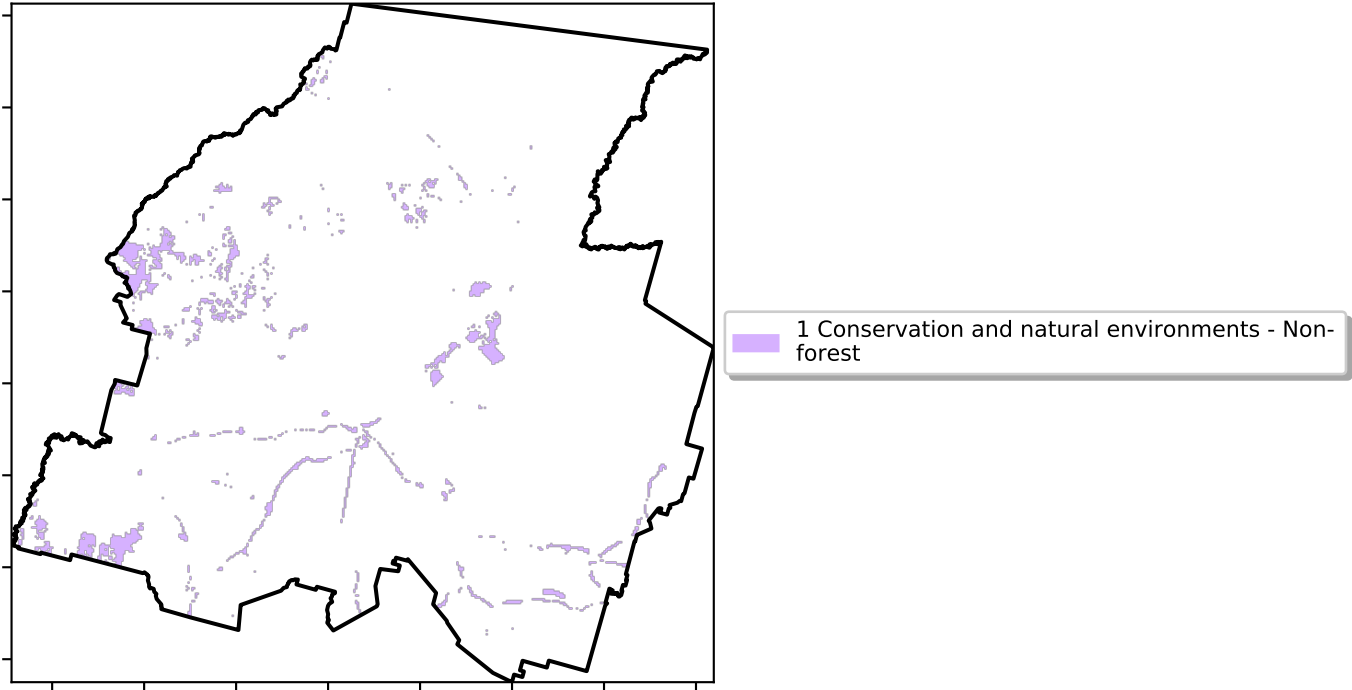 1 Conservation and natural environments - Non-
forest